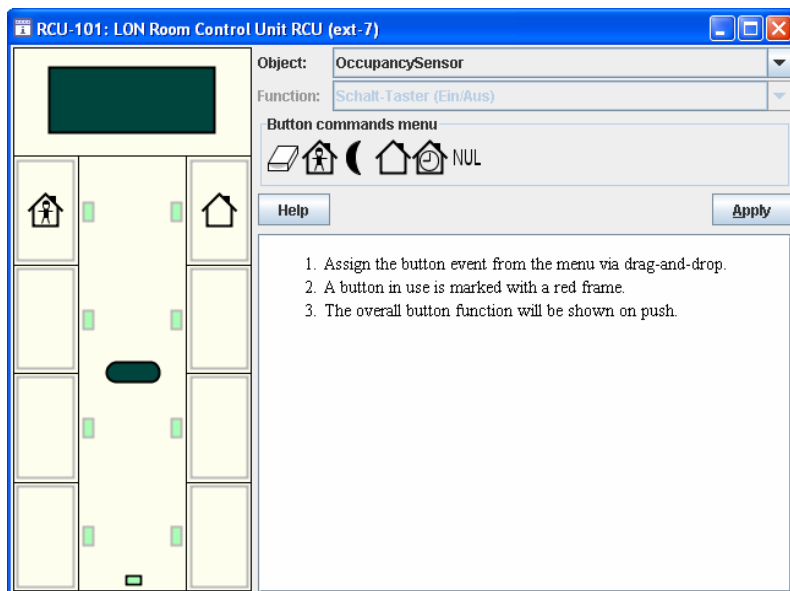 RCU-101: LON Room Control Unit RCU (ext-7)
Object: OccupancySensor
Function: Schalt-Taster (Ein/Aus)
Button commands menu
NUL
Help Apply
1. Assign the button event from the menu via drag-and-drop.
2. A button in use is marked with a red frame.
3. The overall button function will be shown on push.